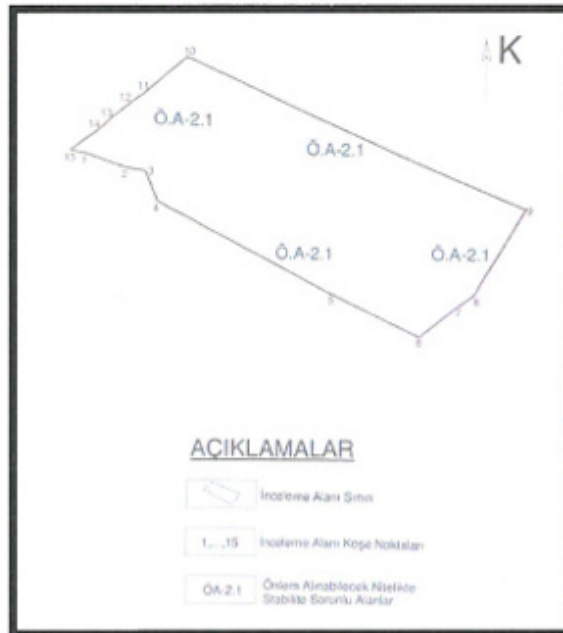 10
K
11
12
13
14
Ö.A-2.1
Ö.A-2.1
15 1
2 3
4
9
Ö.A-2.1
Ö.A-2.1
5
8
7
6
AÇIKLAMALAR
İnceleme Alanı Sınırı
1,...,15 İnceleme Alanı Köşe Noktaları
ÖA-2.1 Önlem Alınabilecek Nitelikte
Stabilite Sorunlu Alanlar